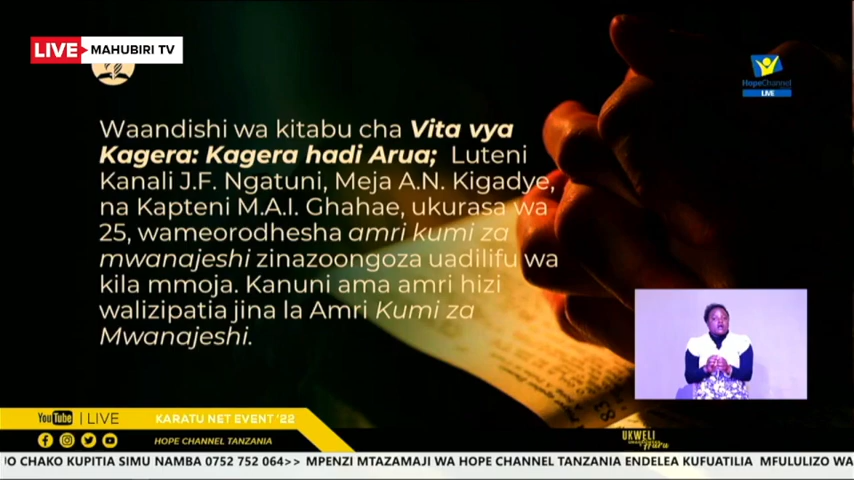 LIVE MAHUBIRI TV
HopeChannel
LIVE
Waandishi wa kitabu cha Vita vya
Kagera: Kagera hadi Arua; Luteni
Kanali J.F. Ngatuni, Meja A.N. Kigadye,
na Kapteni M.A.I. Ghahae, ukurasa wa
25, wameorodhesha amri kumi za
mwanajeshi zinazoongoza uadilifu wa
kila mmoja. Kanuni ama amri hizi
walizipatia jina la Amri Kumi za
Mwanajeshi.
83
YouTube | LIVE KARATU NET EVENT '22
HOPE CHANNEL TANZANIA
UKWELI
O CHAKO KUPITIA SIMU NAMBA 0752 752 064>> MPENZI MTAZAMAJI WA HOPE CHANNEL TANZANIA ENDELEA KUFUATILIA MFULULIZO WA